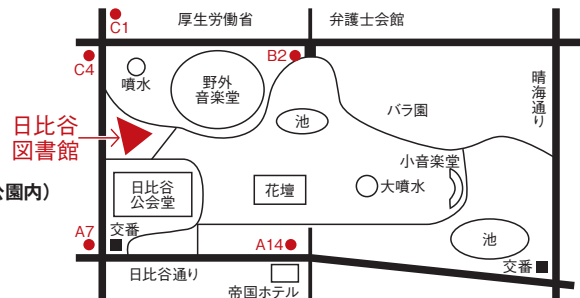 C1
厚生労働省
弁護士会館
C4
噴水
野外
音楽堂
B2
池
バラ園
晴海通り
日比谷
図書館
小音楽堂
公園内）
日比谷
公会堂
花壇
大噴水
A7
交番
A14
池
交番
日比谷通り
帝国ホテル